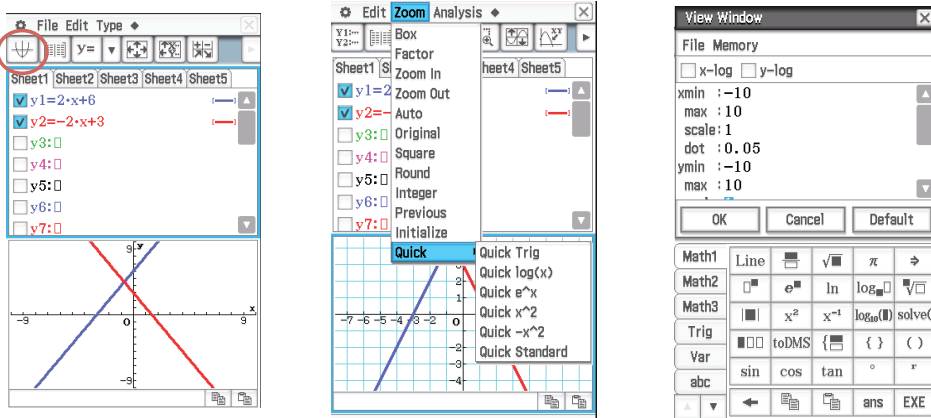 File Edit Type
Y=
Sheet1 Sheet2 Sheet3 Sheet4 Sheet5
y1=2·x+6
y2=−2·x+3
y3:
y4:
y5:
y6:
y7:
9 y
x
−9 0 9
−9
Edit Zoom Analysis
Y1:···
Y2:···
Box
Factor
Zoom In
Zoom Out
Auto
Original
Square
Round
Integer
Previous
Initialize
Quick
Quick Trig
Quick log(x)
Quick e^x
Quick x^2
Quick −x^2
Quick Standard
Sheet1 heet4 Sheet5
y1=2
y2=−
y3:
y4:
y5:
y6:
y7:
3
2
1
−7 −6 −5 −4 −3 −2 0
−3
−4
View Window
File Memory
x-log y-log
xmin :−10
max :10
scale:1
dot :0.05
ymin :−10
max :10
OK Cancel Default
Math1 Line √ π ⇒
Math2 e ln log √
Math3 |■| x² x⁻¹ log₁₀(■) solve(
Trig toDMS { { } ( )
Var sin cos tan ° r
abc ans EXE